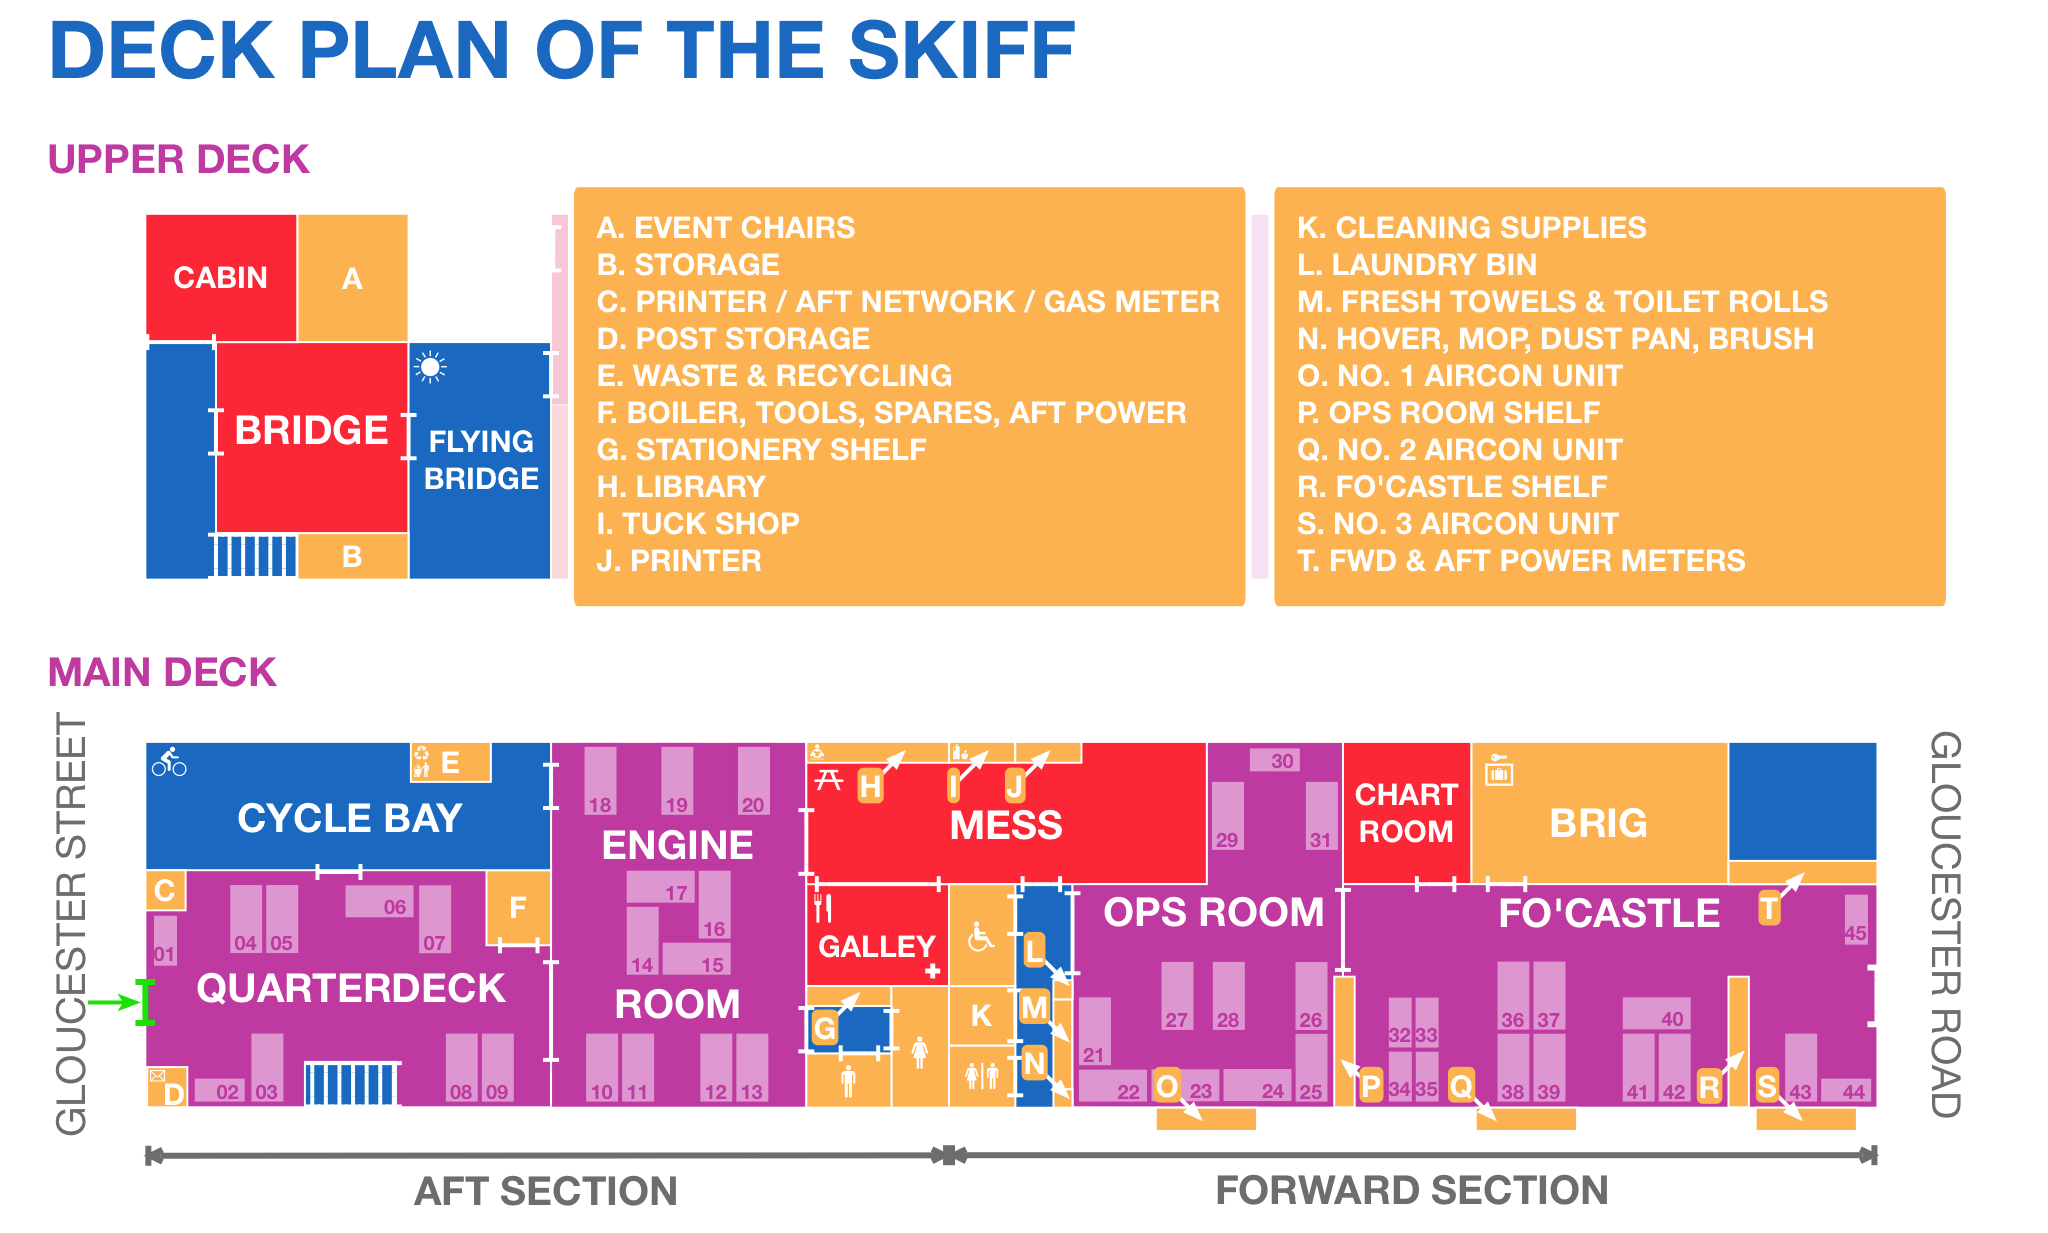 DECK PLAN OF THE SKIFF
UPPER DECK
CABIN
A
BRIDGE
FLYING
BRIDGE
B
A. EVENT CHAIRS
B. STORAGE
C. PRINTER / AFT NETWORK / GAS METER
D. POST STORAGE
E. WASTE & RECYCLING
F. BOILER, TOOLS, SPARES, AFT POWER
G. STATIONERY SHELF
H. LIBRARY
I. TUCK SHOP
J. PRINTER
K. CLEANING SUPPLIES
L. LAUNDRY BIN
M. FRESH TOWELS & TOILET ROLLS
N. HOVER, MOP, DUST PAN, BRUSH
O. NO. 1 AIRCON UNIT
P. OPS ROOM SHELF
Q. NO. 2 AIRCON UNIT
R. FO'CASTLE SHELF
S. NO. 3 AIRCON UNIT
T. FWD & AFT POWER METERS
MAIN DECK
GLOUCESTER STREET
CYCLE BAY
E
C
F
01
04
05
06
07
QUARTERDECK
D
02
03
08
09
18
19
20
ENGINE
17
16
14
15
ROOM
10
11
12
13
H
I
J
MESS
GALLEY
G
K
L
M
N
30
29
31
OPS ROOM
27
28
26
21
22
O
23
24
25
CHART
ROOM
BRIG
FO'CASTLE
T
45
32
33
34
35
P
Q
36
37
38
39
40
41
42
R
S
43
44
GLOUCESTER ROAD
AFT SECTION
FORWARD SECTION